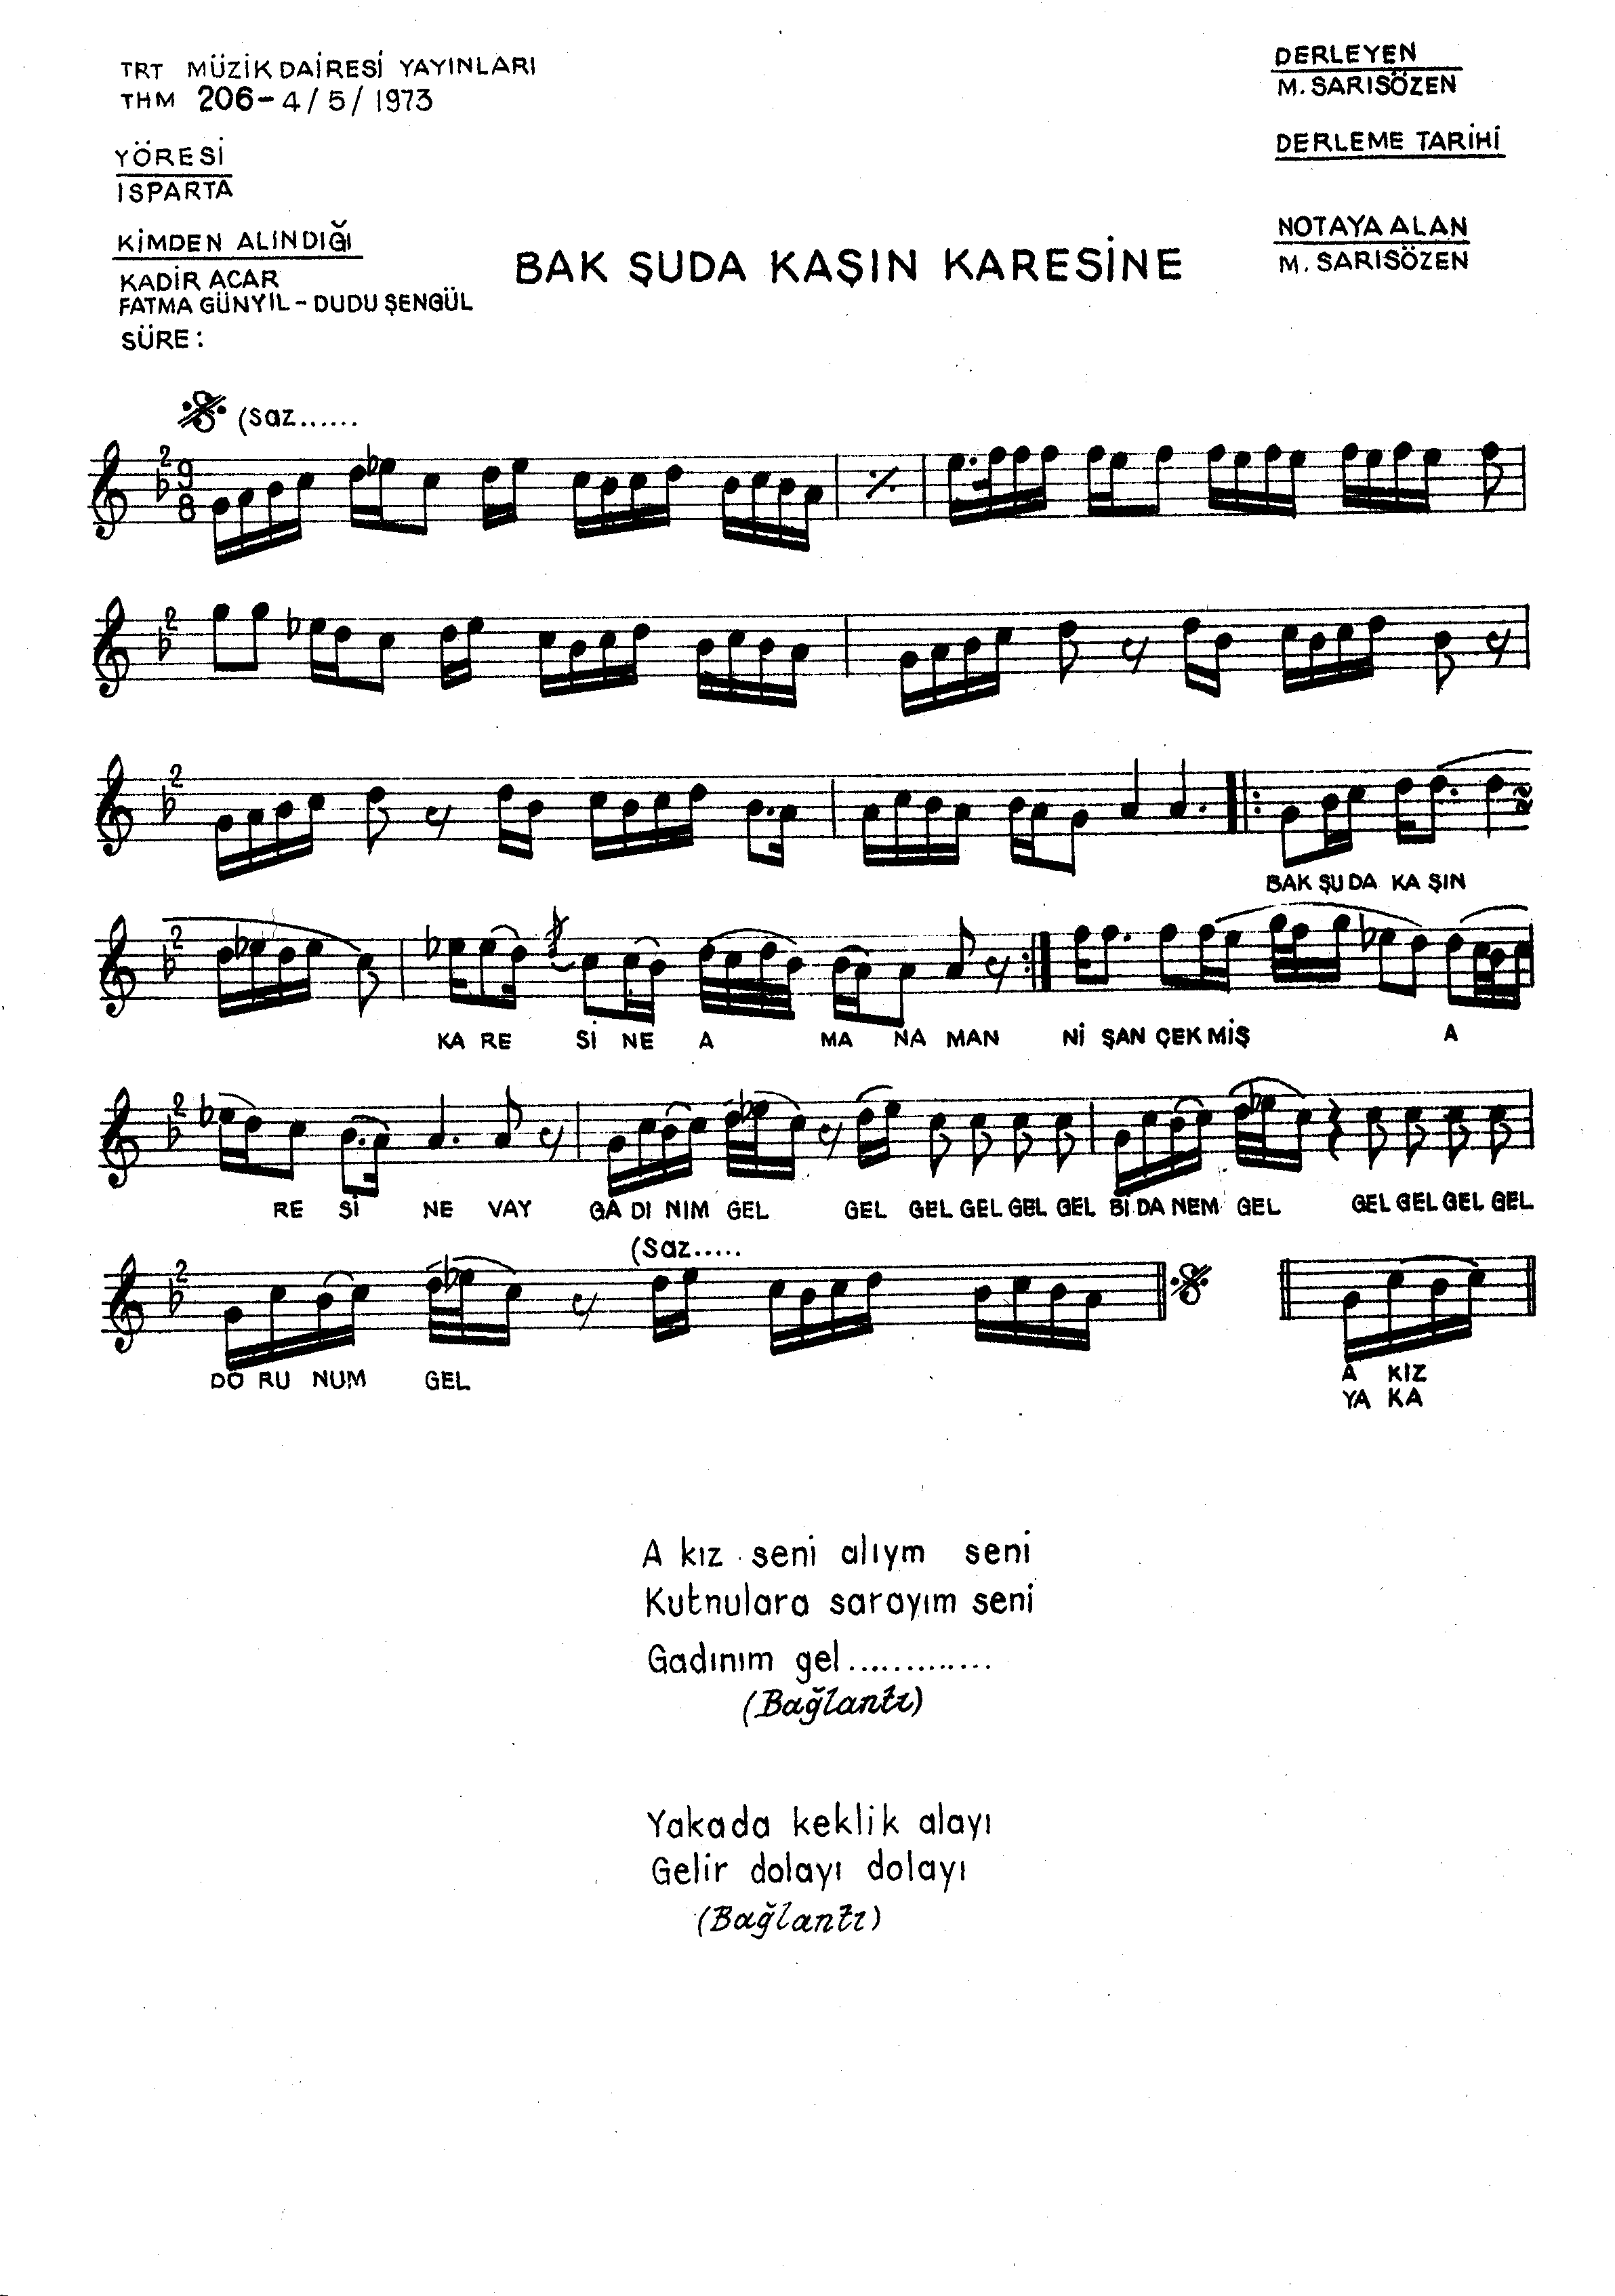 TRT MÜZİK DAİRESİ YAYINLARI
THM 206-4/5/1973
YÖRESİ
ISPARTA
KİMDEN ALINDIĞI
KADİR ACAR
FATMA GÜNYIL-DUDU ŞENGÜL
SÜRE:
BAK ŞUDA KAŞIN KARESİNE
DERLEYEN
M. SARISÖZEN
DERLEME TARİHİ
NOTAYA ALAN
M. SARISÖZEN
(Saz......
2 9 8
2
2
BAK ŞU DA KA ŞIN
2
KA RE Sİ NE A MA NA MAN Nİ ŞAN ÇEK MİŞ A
2
RE Sİ NE VAY GA DI NIM GEL GEL GEL GEL GEL GEL Bİ DA NEM GEL GEL GEL GEL GEL
(Saz.....
2
DO RU NUM GEL
A KIZ
YA KA
A kız seni alıym seni
Kutnulara sarayım seni
Gadınım gel.............
(Bağlantı)
Yakada keklik alayı
Gelir dolayı dolayı
(Bağlantı)